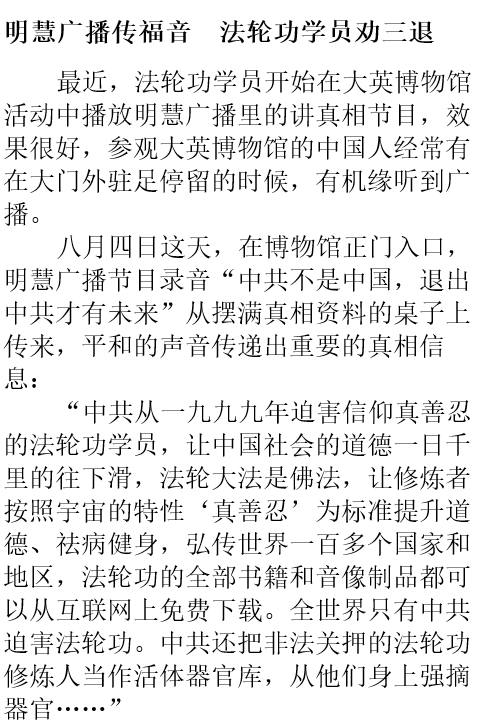 明慧广播传福音　法轮功学员劝三退
　　最近，法轮功学员开始在大英博物馆
活动中播放明慧广播里的讲真相节目，效
果很好，参观大英博物馆的中国人经常有
在大门外驻足停留的时候，有机缘听到广
播。
　　八月四日这天，在博物馆正门入口，
明慧广播节目录音“中共不是中国，退出
中共才有未来”从摆满真相资料的桌子上
传来，平和的声音传递出重要的真相信
息：
　　“中共从一九九九年迫害信仰真善忍
的法轮功学员，让中国社会的道德一日千
里的往下滑，法轮大法是佛法，让修炼者
按照宇宙的特性‘真善忍’为标准提升道
德、祛病健身，弘传世界一百多个国家和
地区，法轮功的全部书籍和音像制品都可
以从互联网上免费下载。全世界只有中共
迫害法轮功。中共还把非法关押的法轮功
修炼人当作活体器官库，从他们身上强摘
器官……”